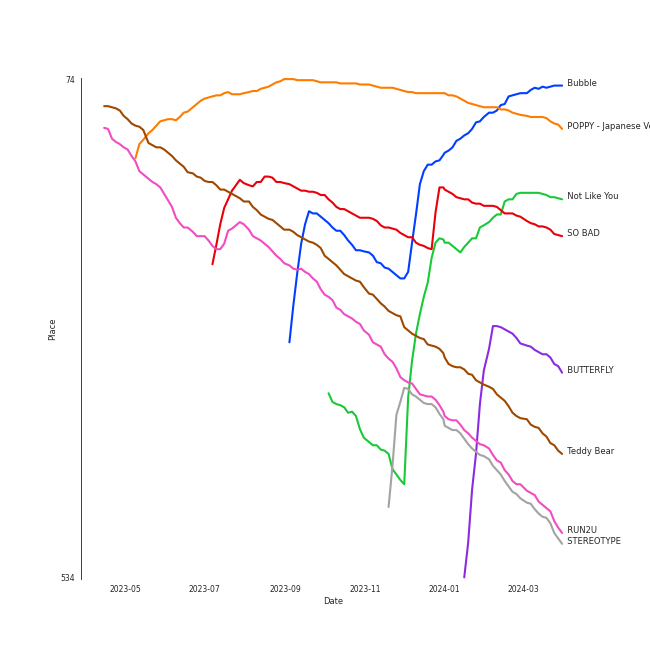 74
Bubble
POPPY - Japanese
Not Like You
SO BAD
Place
BUTTERFLY
Teddy Bear
RUN2U
STEREOTYPE
534
2023-05 2023-07 2023-09 2023-11 2024-01 2024-03
Date